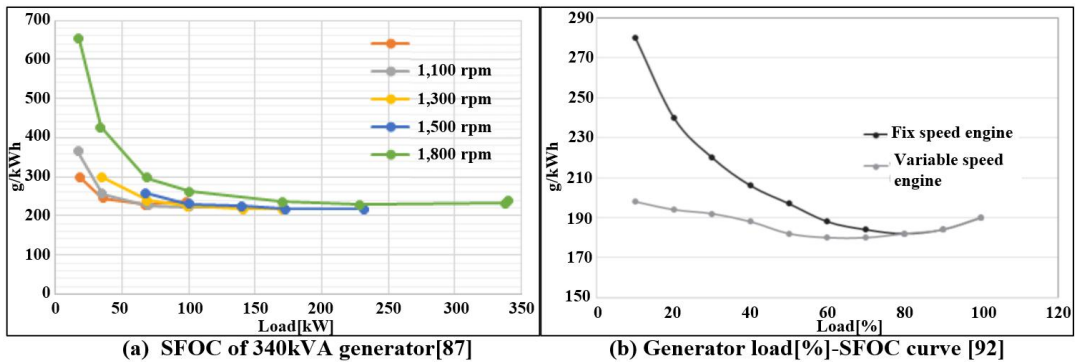 700
600
500
400
300
200
100
0
g/kWh
1,100 rpm
1,300 rpm
1,500 rpm
1,800 rpm
0 50 100 150 200 250 300 350
Load[kW]
(a) SFOC of 340kVA generator[87]
290
270
250
230
210
190
170
150
g/kWh
Fix speed engine
Variable speed
engine
0 20 40 60 80 100 120
Load[%]
(b) Generator load[%]-SFOC curve [92]